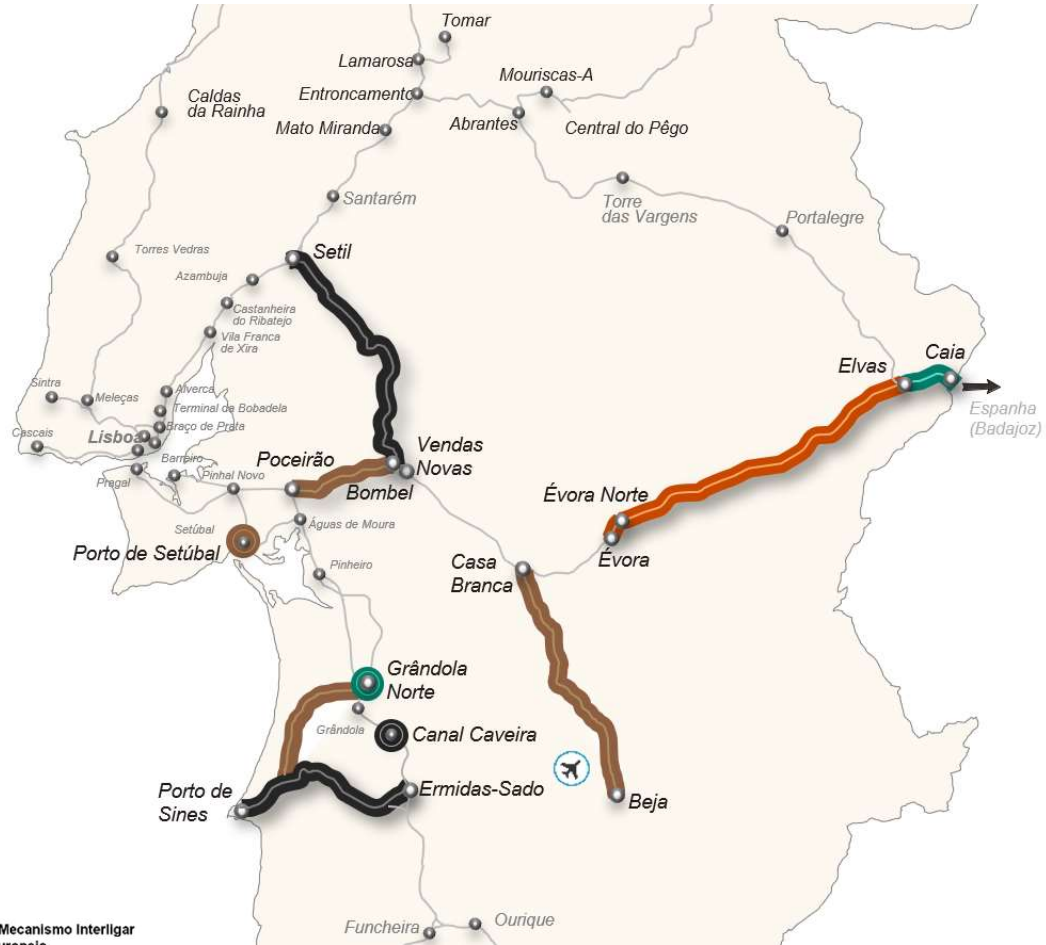 Tomar
Lamarosa
Mouriscas-A
Entroncamento
Caldas
da Rainha
Mato Miranda
Abrantes
Central do Pêgo
Santarém
Torre
das Vargens
Portalegre
Torres Vedras
Setil
Azambuja
Castanheira
do Ribatejo
Vila Franca
de Xira
Elvas
Caia
Sintra
Meleças
Alverca
Terminal da Bobadela
Espanha
(Badajoz)
Braço de Prata
Cascais
Lisboa
Vendas
Novas
Barreiro
Poceirão
Pragal
Pinhal Novo
Bombel
Évora Norte
Setúbal
Águas de Moura
Porto de Setúbal
Évora
Casa
Branca
Pinheiro
Grândola
Norte
Grândola
Canal Caveira
Porto de
Sines
Ermidas-Sado
Beja
Funcheira
Ourique
Mecanismo Interligar